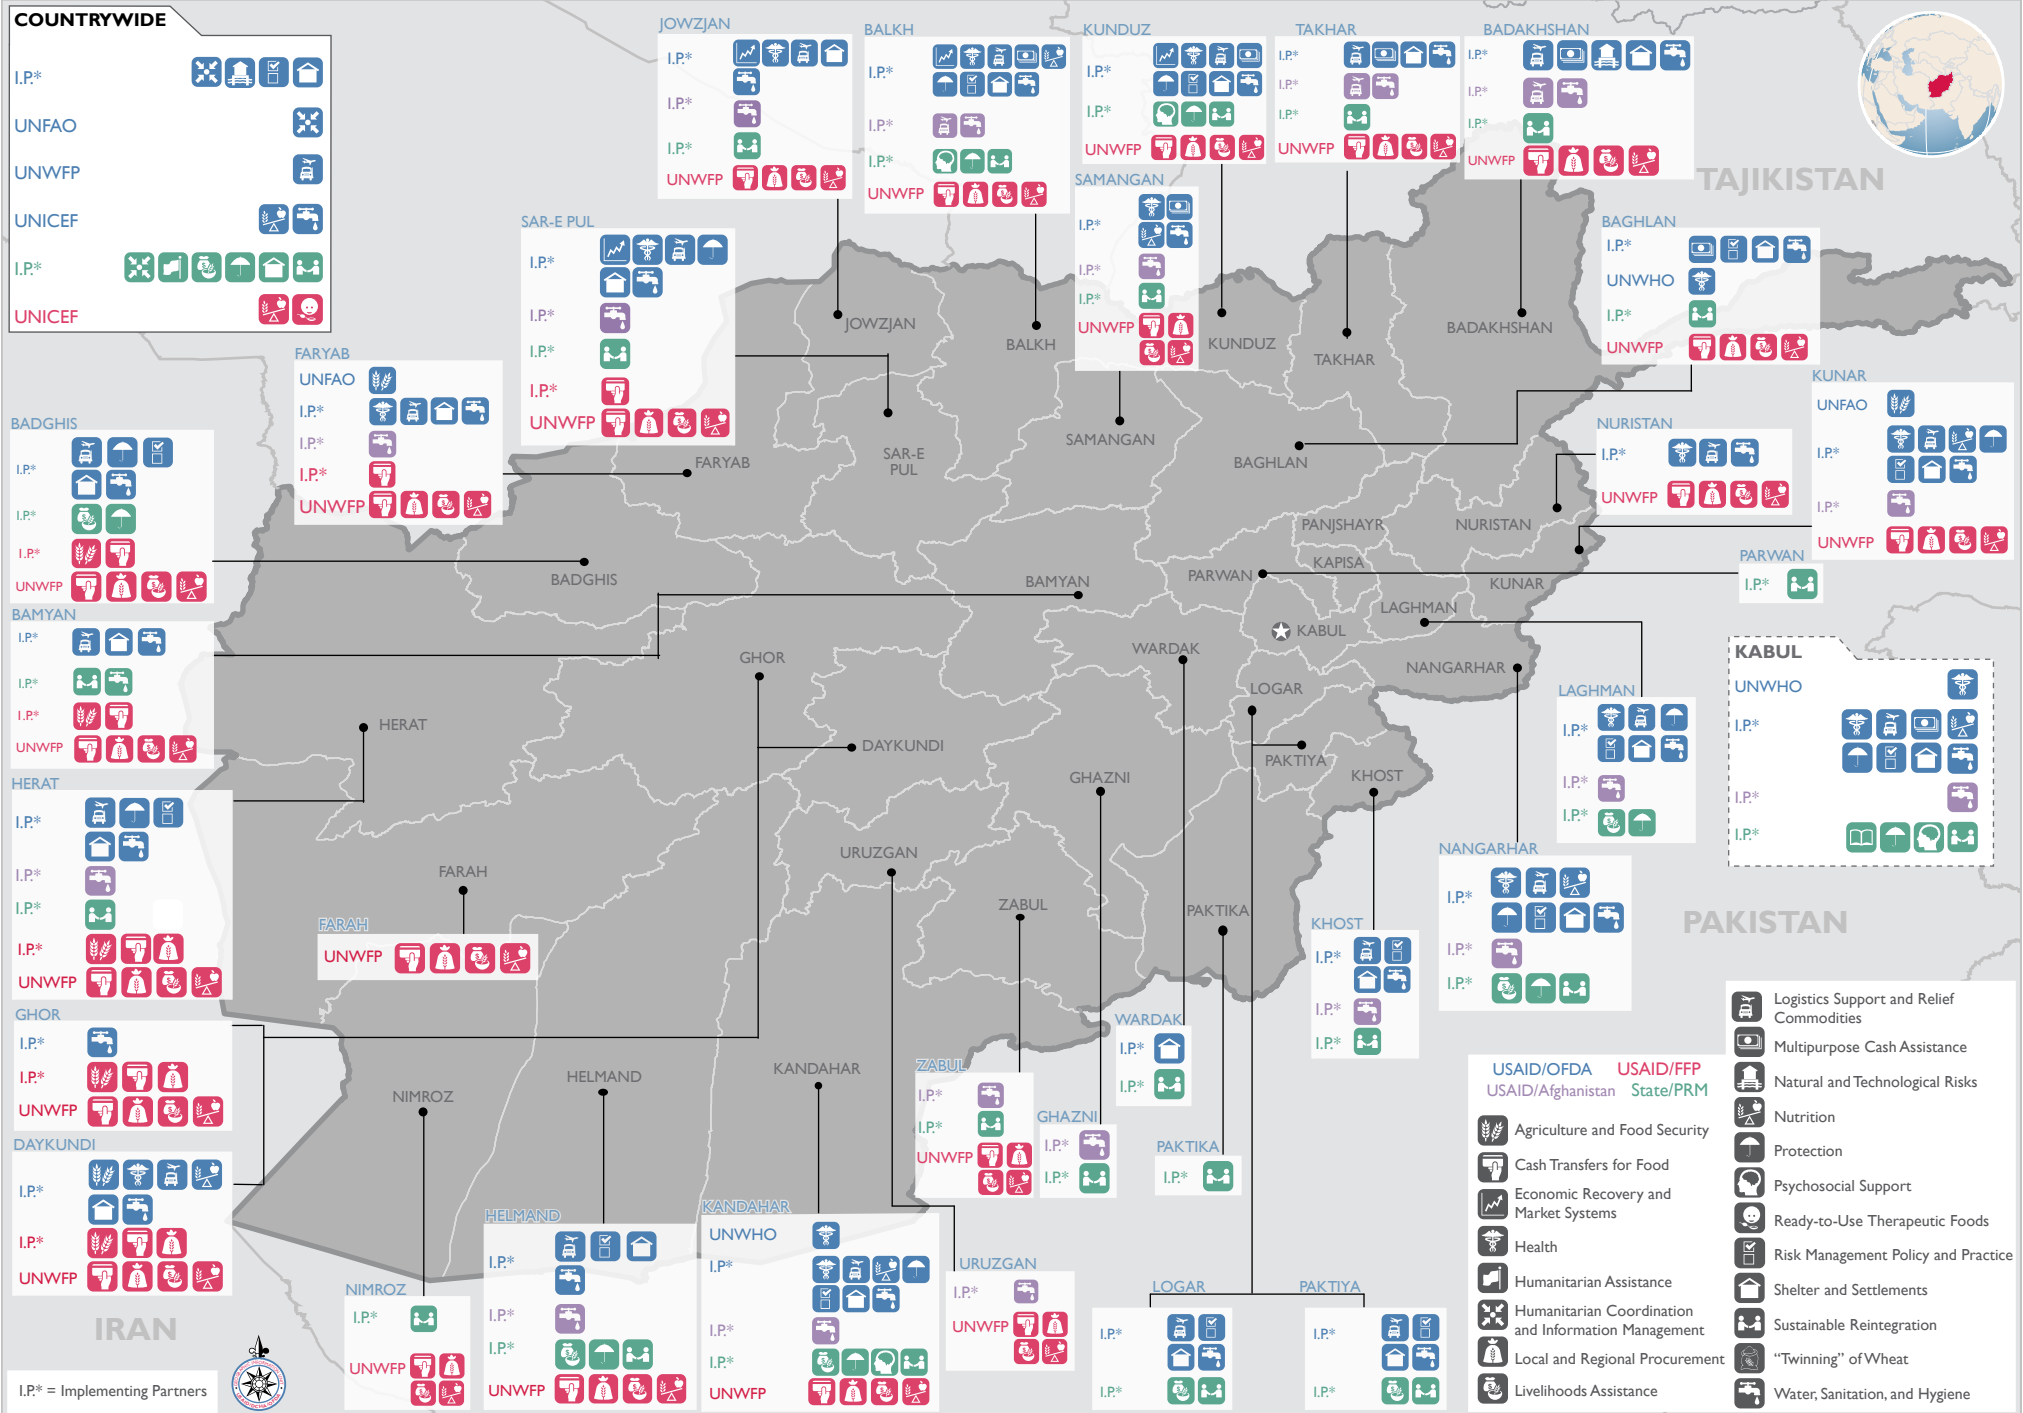 COUNTRYWIDE
I.P.*
UNFAO
UNWFP
UNICEF
I.P.*
UNICEF
JOWZJAN
I.P.*
I.P.*
I.P.*
UNWFP
BALKH
I.P.*
I.P.*
I.P.*
UNWFP
KUNDUZ
I.P.*
I.P.*
UNWFP
TAKHAR
I.P.*
I.P.*
I.P.*
UNWFP
BADAKHSHAN
I.P.*
I.P.*
I.P.*
UNWFP
SAMANGAN
I.P.*
I.P.*
I.P.*
UNWFP
SAR-E PUL
I.P.*
I.P.*
I.P.*
I.P.*
UNWFP
BAGHLAN
I.P.*
UNWHO
I.P.*
UNWFP
FARYAB
UNFAO
I.P.*
I.P.*
I.P.*
UNWFP
KUNAR
UNFAO
I.P.*
I.P.*
UNWFP
NURISTAN
I.P.*
UNWFP
BADGHIS
I.P.*
I.P.*
I.P.*
UNWFP
PARWAN
I.P.*
BAMYAN
I.P.*
I.P.*
I.P.*
UNWFP
KABUL
UNWHO
I.P.*
I.P.*
I.P.*
LAGHMAN
I.P.*
I.P.*
I.P.*
HERAT
I.P.*
I.P.*
I.P.*
I.P.*
UNWFP
NANGARHAR
I.P.*
I.P.*
I.P.*
FARAH
UNWFP
KHOST
I.P.*
I.P.*
I.P.*
GHOR
I.P.*
I.P.*
UNWFP
WARDAK
I.P.*
I.P.*
ZABUL
I.P.*
I.P.*
UNWFP
GHAZNI
I.P.*
I.P.*
PAKTIKA
I.P.*
DAYKUNDI
I.P.*
I.P.*
UNWFP
NIMROZ
I.P.*
UNWFP
HELMAND
I.P.*
I.P.*
I.P.*
UNWFP
KANDAHAR
UNWHO
I.P.*
I.P.*
I.P.*
UNWFP
URUZGAN
I.P.*
UNWFP
LOGAR
I.P.*
I.P.*
PAKTIYA
I.P.*
I.P.*
TAJIKISTAN
PAKISTAN
IRAN
JOWZJAN
BALKH
KUNDUZ
TAKHAR
BADAKHSHAN
SAMANGAN
SAR-E
PUL
FARYAB
BAGHLAN
BADGHIS
BAMYAN
PANJSHAYR
NURISTAN
KAPISA
PARWAN
KUNAR
LAGHMAN
KABUL
WARDAK
NANGARHAR
LOGAR
GHOR
HERAT
DAYKUNDI
PAKTIYA
KHOST
GHAZNI
URUZGAN
FARAH
ZABUL
PAKTIKA
KANDAHAR
HELMAND
NIMROZ
I.P.* = Implementing Partners
USAID/OFDA
USAID/FFP
USAID/Afghanistan
State/PRM
Agriculture and Food Security
Cash Transfers for Food
Economic Recovery and
Market Systems
Health
Humanitarian Assistance
Humanitarian Coordination
and Information Management
Local and Regional Procurement
Livelihoods Assistance
Logistics Support and Relief
Commodities
Multipurpose Cash Assistance
Natural and Technological Risks
Nutrition
Protection
Psychosocial Support
Ready-to-Use Therapeutic Foods
Risk Management Policy and Practice
Shelter and Settlements
Sustainable Reintegration
“Twinning” of Wheat
Water, Sanitation, and Hygiene